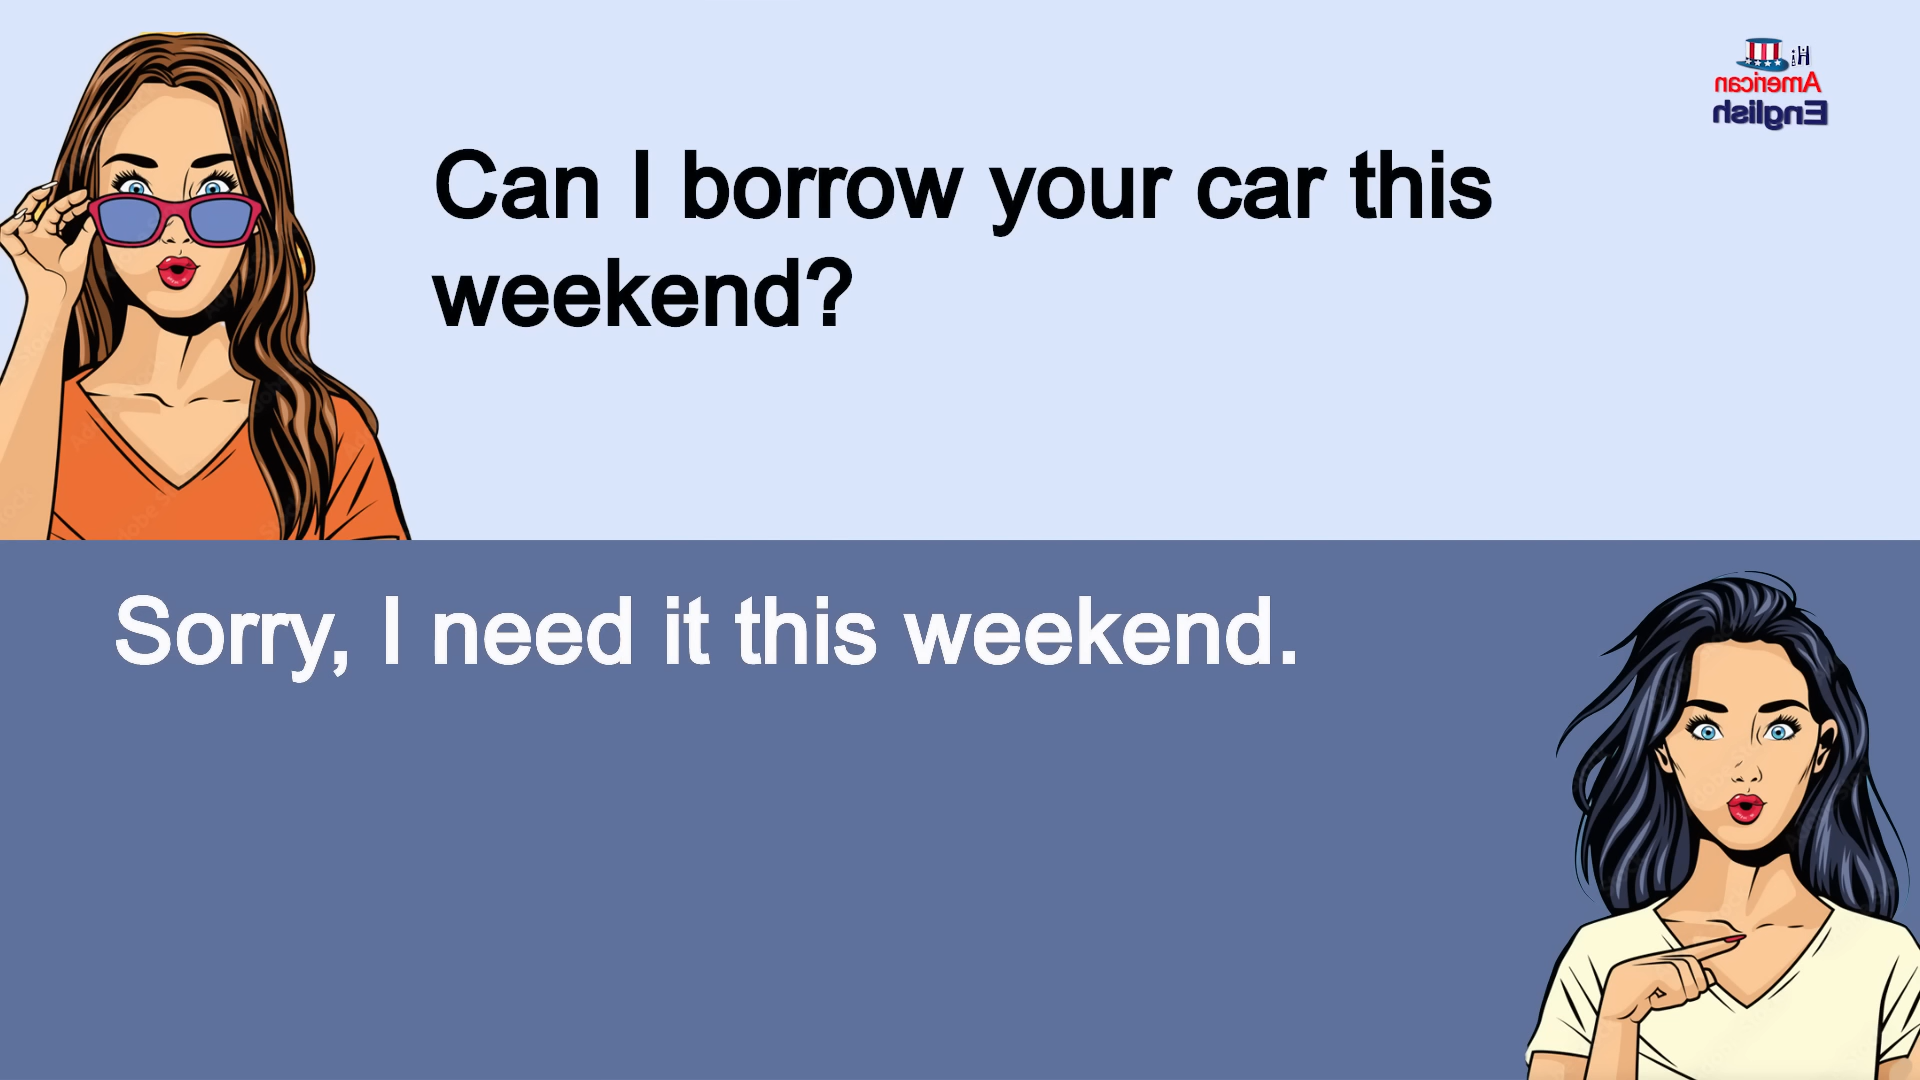 Hi
American
English
Can I borrow your car this
weekend?
Sorry, I need it this weekend.